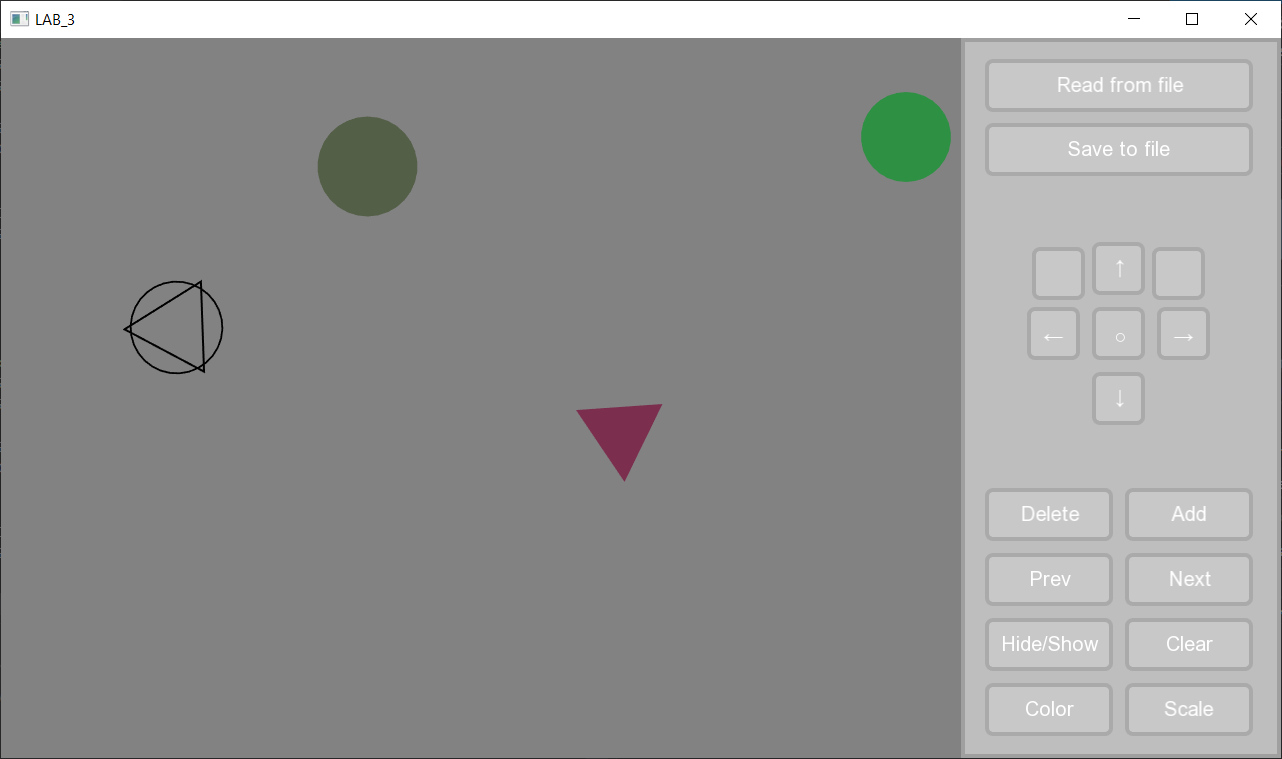 LAB_3
Read from file
Save to file
↑
← ○ →
↓
Delete Add
Prev Next
Hide/Show Clear
Color Scale